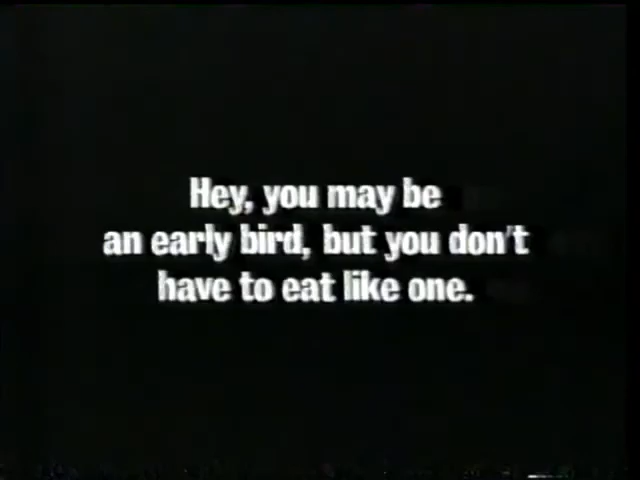 Hey, you may be
an early bird, but you don't
have to eat like one.